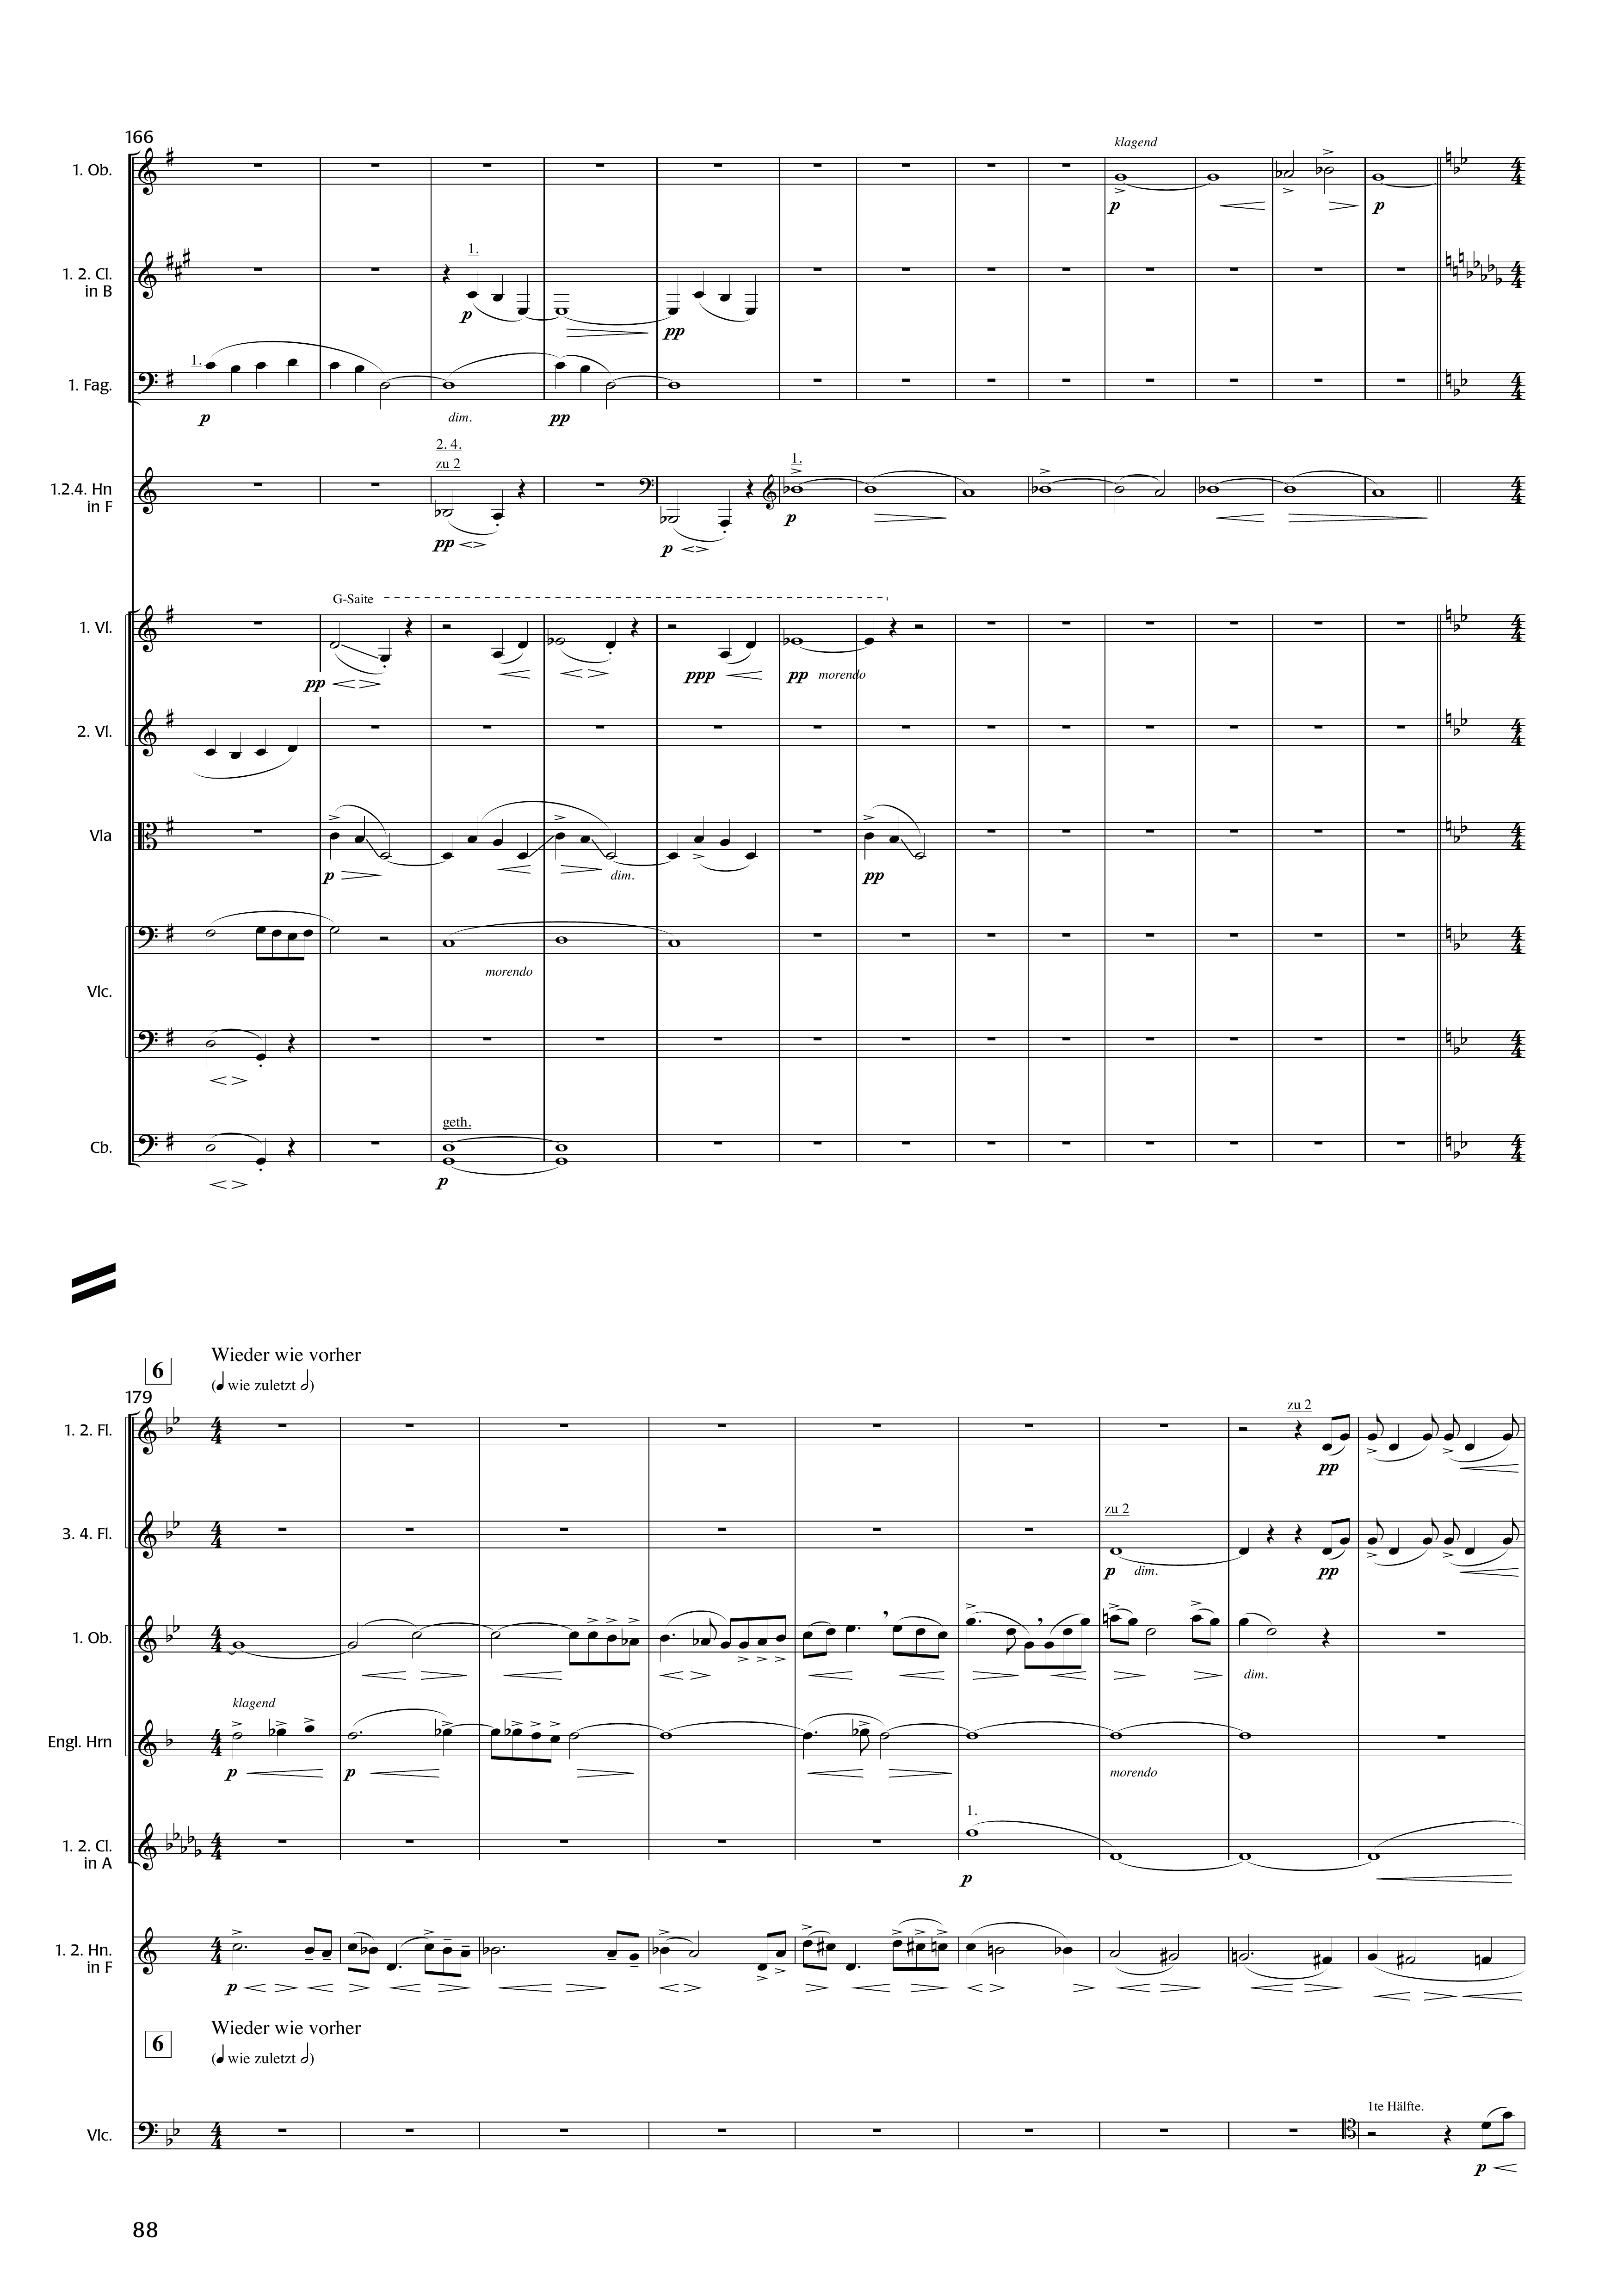 166
klagend
1. Ob.
p
p
1.
1. 2. Cl.
in B
p
pp
1.
1. Fag.
p
dim.
pp
2. 4.
zu 2
1.
1.2.4. Hn
in F
pp
p
p
G-Saite
1. Vl.
pp
ppp
pp
morendo
2. Vl.
Vla
p
dim.
pp
morendo
Vlc.
geth.
Cb.
p
Wieder wie vorher
6
( wie zuletzt )
179
zu 2
1. 2. Fl.
pp
zu 2
3. 4. Fl.
p
dim.
pp
1. Ob.
dim.
klagend
Engl. Hrn
p
p
morendo
1.
1. 2. Cl.
in A
p
1. 2. Hn.
in F
p
Wieder wie vorher
6
( wie zuletzt )
1te Hälfte.
Vlc.
p
88